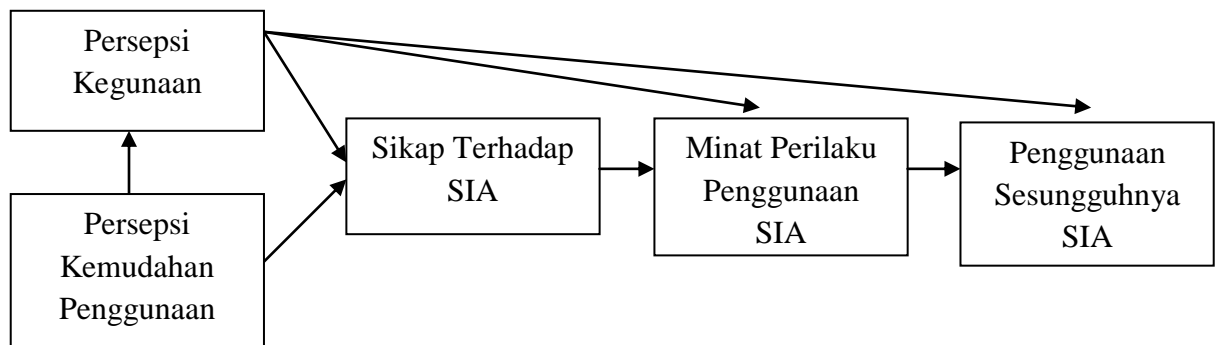 Persepsi
Kegunaan
Persepsi
Kemudahan
Penggunaan
Sikap Terhadap
SIA
Minat Perilaku
Penggunaan
SIA
Penggunaan
Sesungguhnya
SIA